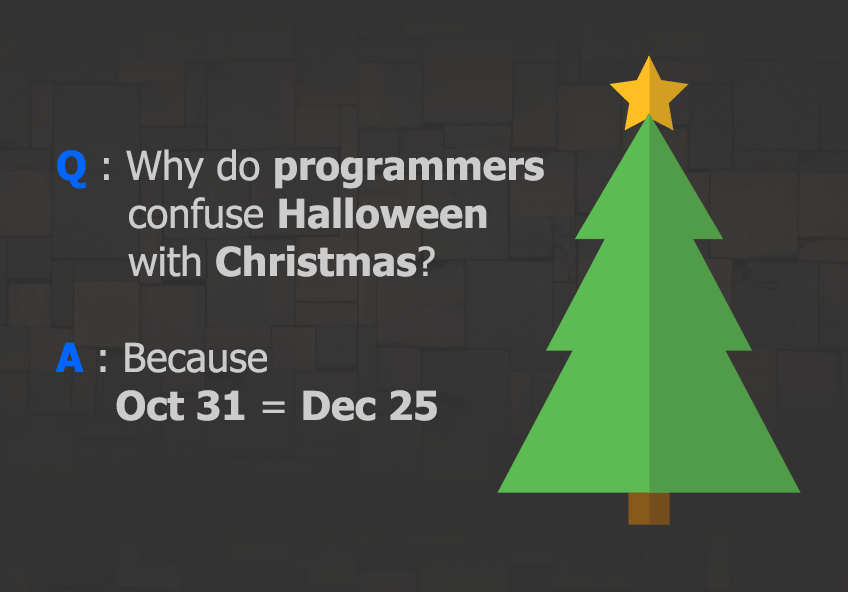 Q : Why do programmers
confuse Halloween
with Christmas?
A : Because
Oct 31 = Dec 25